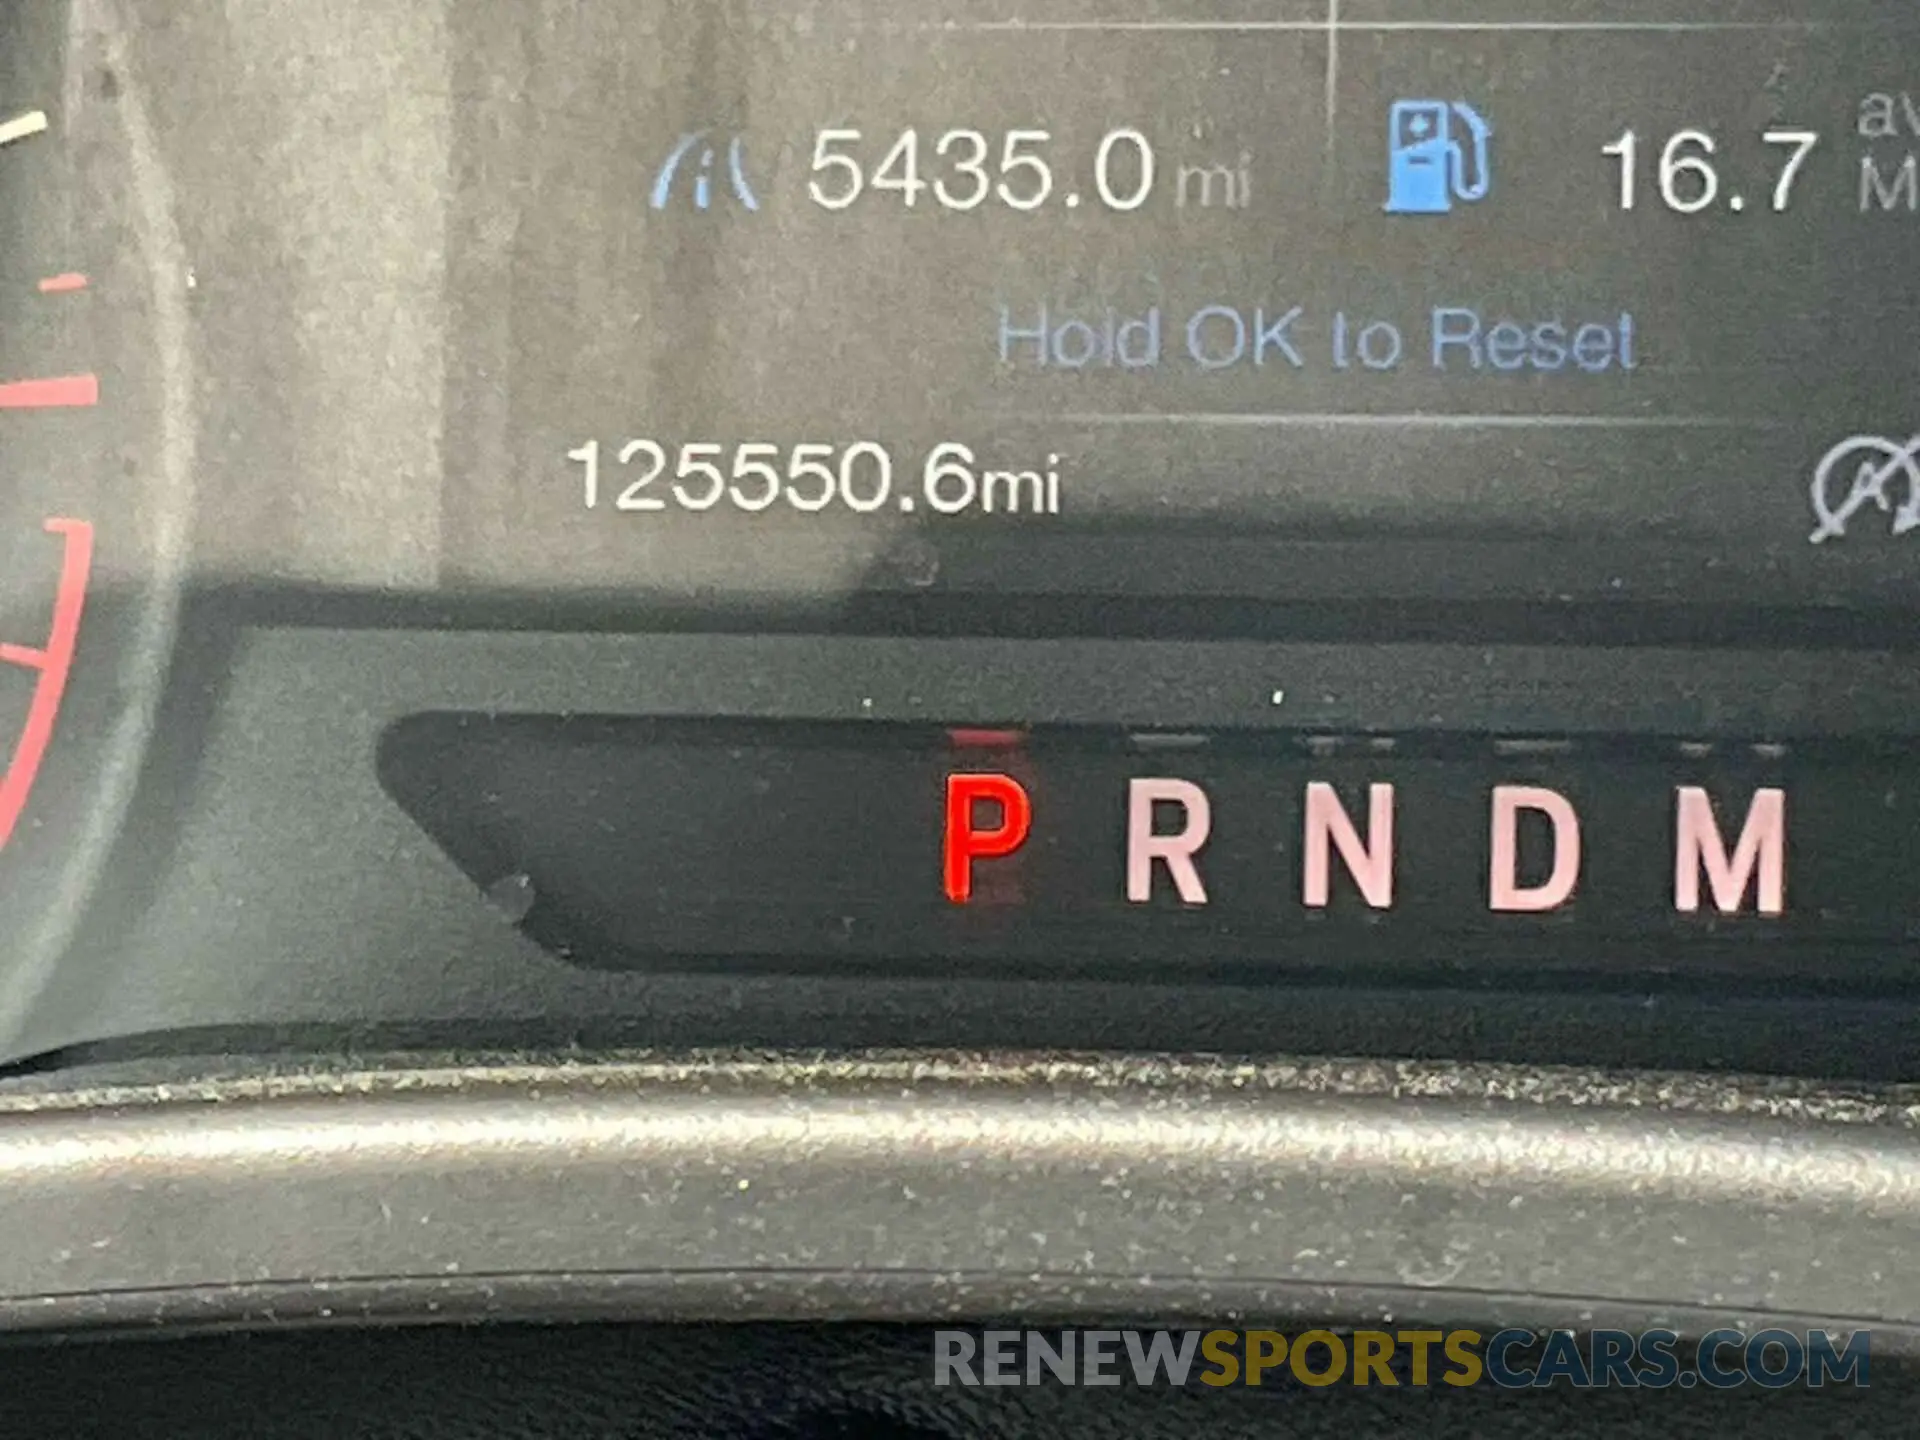 5435.0 mi 16.7
Hold OK to Reset
125550.6mi
P R N D M
RENEWSPORTSCARS.COM